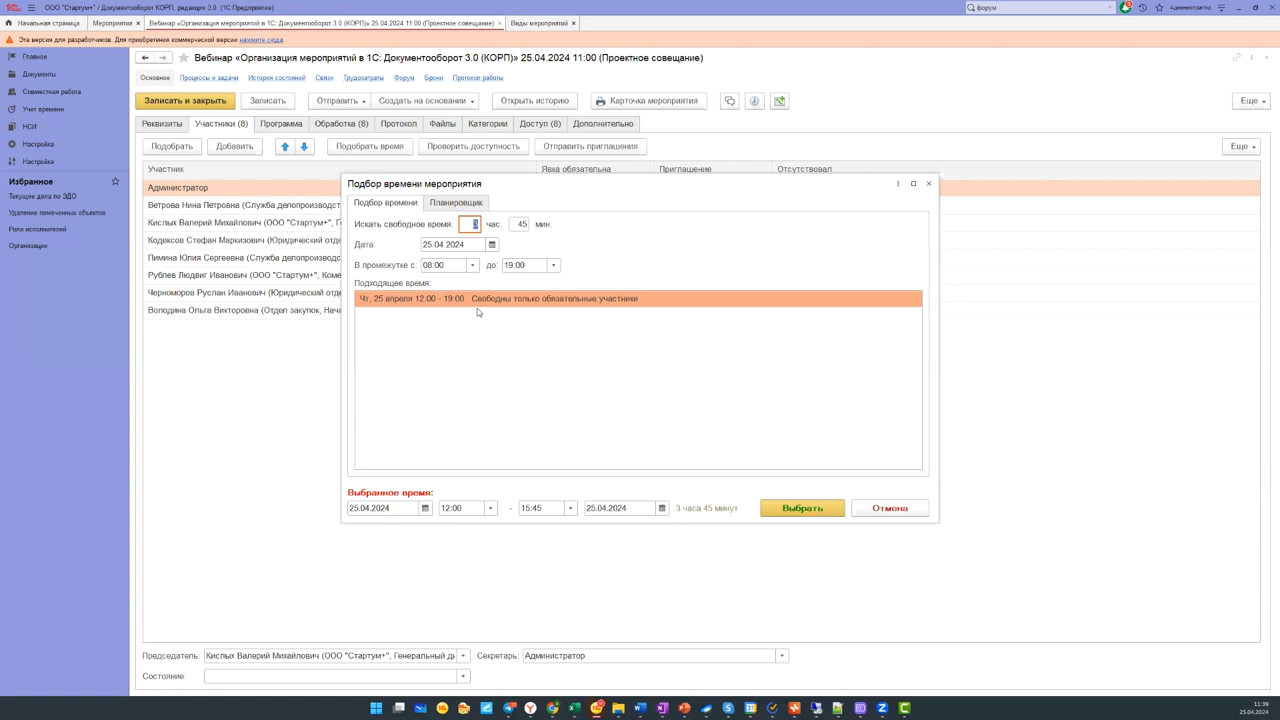 ООО "Стартум+" / Документооборот КОРП, редакция 3.0 (1С:Предприятие)
форум
Администратор
Начальная страница
Мероприятия ×
Вебинар «Организация мероприятий в 1С: Документооборот 3.0 (КОРП)» 25.04.2024 11:00 (Проектное совещание) ×
Виды мероприятий ×
Эта версия для разработчиков. Для приобретения коммерческой версии нажмите сюда.
Главное
Документы
Совместная работа
Учет времени
НСИ
Настройка
Настройка
Избранное
Текущие дела по ЭДО
Удаление помеченных объектов
Роли исполнителей
Организации
Вебинар «Организация мероприятий в 1С: Документооборот 3.0 (КОРП)» 25.04.2024 11:00 (Проектное совещание)
Основное Процессы и задачи История состояний Связи Трудозатраты Форум Брони Протокол работы
Записать и закрыть Записать Отправить Создать на основании Открыть историю Карточка мероприятия Еще
Реквизиты Участники (8) Программа Обработка (8) Протокол Файлы Категории Доступ (8) Дополнительно
Подобрать Добавить Подобрать время Проверить доступность Отправить приглашения Еще
Участник Явка обязательна Приглашение Отсутствовал
Администратор
Ветрова Нина Петровна (Служба делопроизводст
Кислых Валерий Михайлович (ООО "Стартум+", Г
Кодексов Стефан Маркизович (Юридический отде
Пимина Юлия Сергеевна (Служба делопроизвод
Рублев Людвиг Иванович (ООО "Стартум+", Коме
Черноморов Руслан Иванович (Юридический отде
Володина Ольга Викторовна (Отдел закупок, Нача
Подбор времени мероприятия
Подбор времени Планировщик
Искать свободное время: 3 час. 45 мин.
Дата: 25.04.2024
В промежутке с: 08:00 до: 19:00
Подходящее время:
Чт, 25 апреля 12:00 - 19:00 Свободны только обязательные участники
Выбранное время:
25.04.2024 12:00 - 15:45 25.04.2024 3 часа 45 минут Выбрать Отмена
Председатель: Кислых Валерий Михайлович (ООО "Стартум+", Генеральный ди Секретарь: Администратор
Состояние:
11:39
25.04.2024